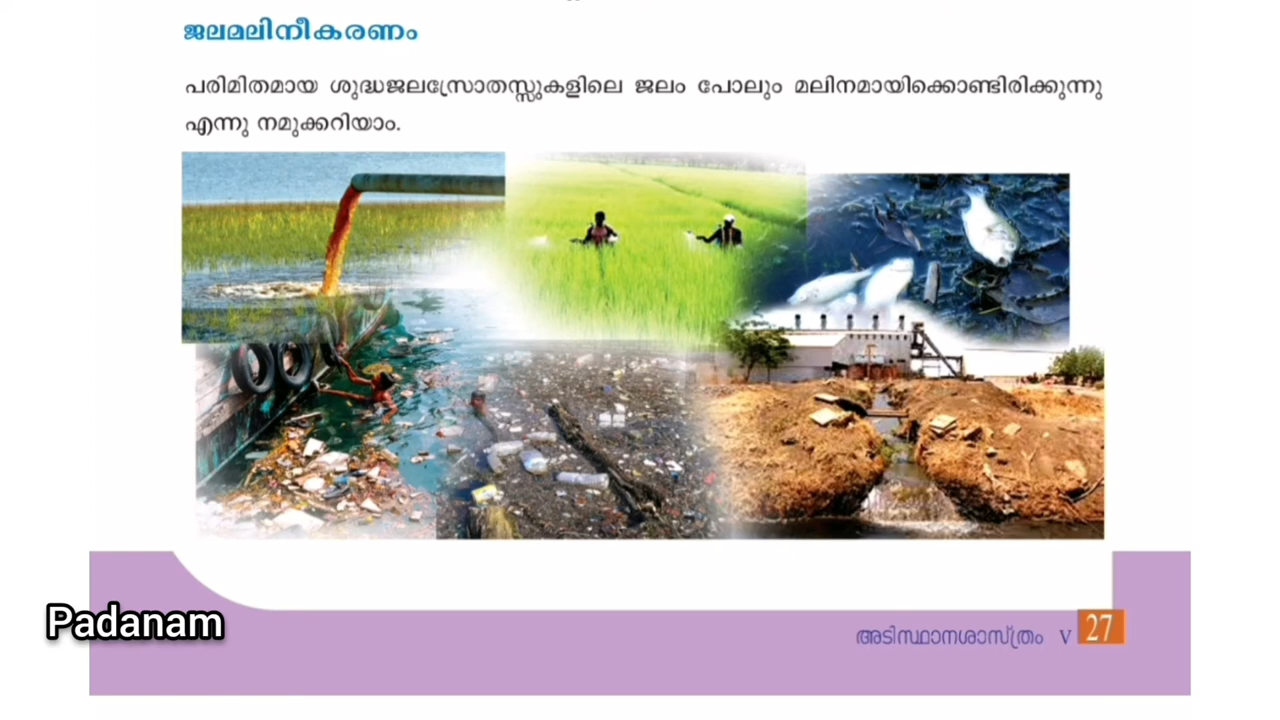 ജലമലിനീകരണം
പരിമിതമായ ശുദ്ധജലസ്രോതസ്സുകളിലെ ജലം പോലും മലിനമായിക്കൊണ്ടിരിക്കുന്നു
എന്നു നമുക്കറിയാം.
Padanam
അടിസ്ഥാനശാസ്ത്രം V 27